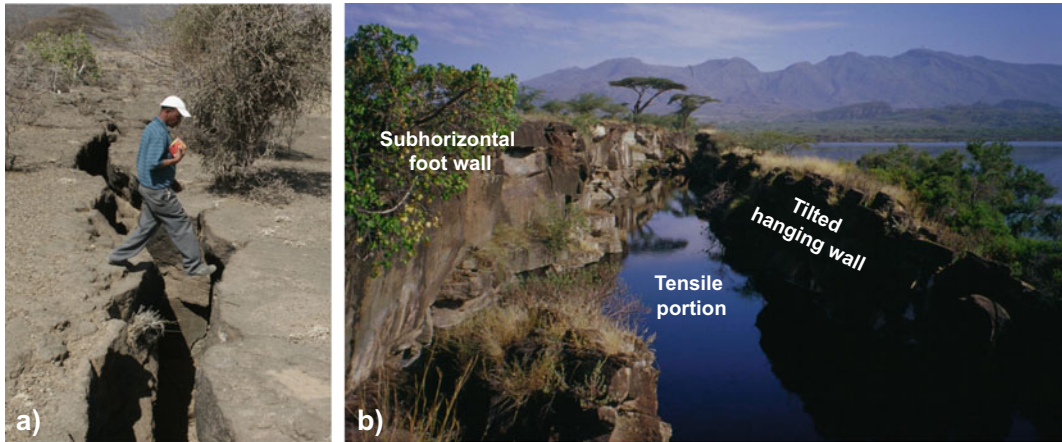 a)
Subhorizontal
foot wall
Tilted
hanging wall
Tensile
portion
b)